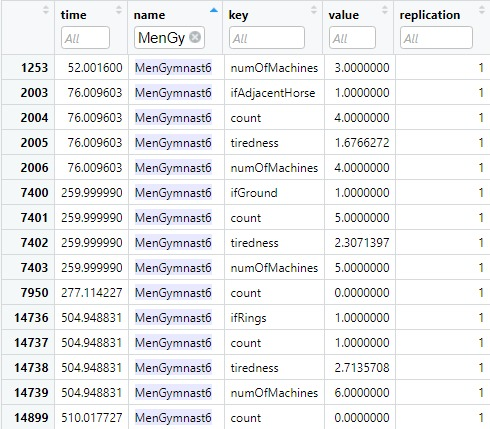 time name key value replication
All MenGy All All All
1253 52.001600 MenGymnast6 numOfMachines 3.0000000 1
2003 76.009603 MenGymnast6 ifAdjacentHorse 1.0000000 1
2004 76.009603 MenGymnast6 count 4.0000000 1
2005 76.009603 MenGymnast6 tiredness 1.6766272 1
2006 76.009603 MenGymnast6 numOfMachines 4.0000000 1
7400 259.999990 MenGymnast6 ifGround 1.0000000 1
7401 259.999990 MenGymnast6 count 5.0000000 1
7402 259.999990 MenGymnast6 tiredness 2.3071397 1
7403 259.999990 MenGymnast6 numOfMachines 5.0000000 1
7950 277.114227 MenGymnast6 count 0.0000000 1
14736 504.948831 MenGymnast6 ifRings 1.0000000 1
14737 504.948831 MenGymnast6 count 1.0000000 1
14738 504.948831 MenGymnast6 tiredness 2.7135708 1
14739 504.948831 MenGymnast6 numOfMachines 6.0000000 1
14899 510.017727 MenGymnast6 count 0.0000000 1